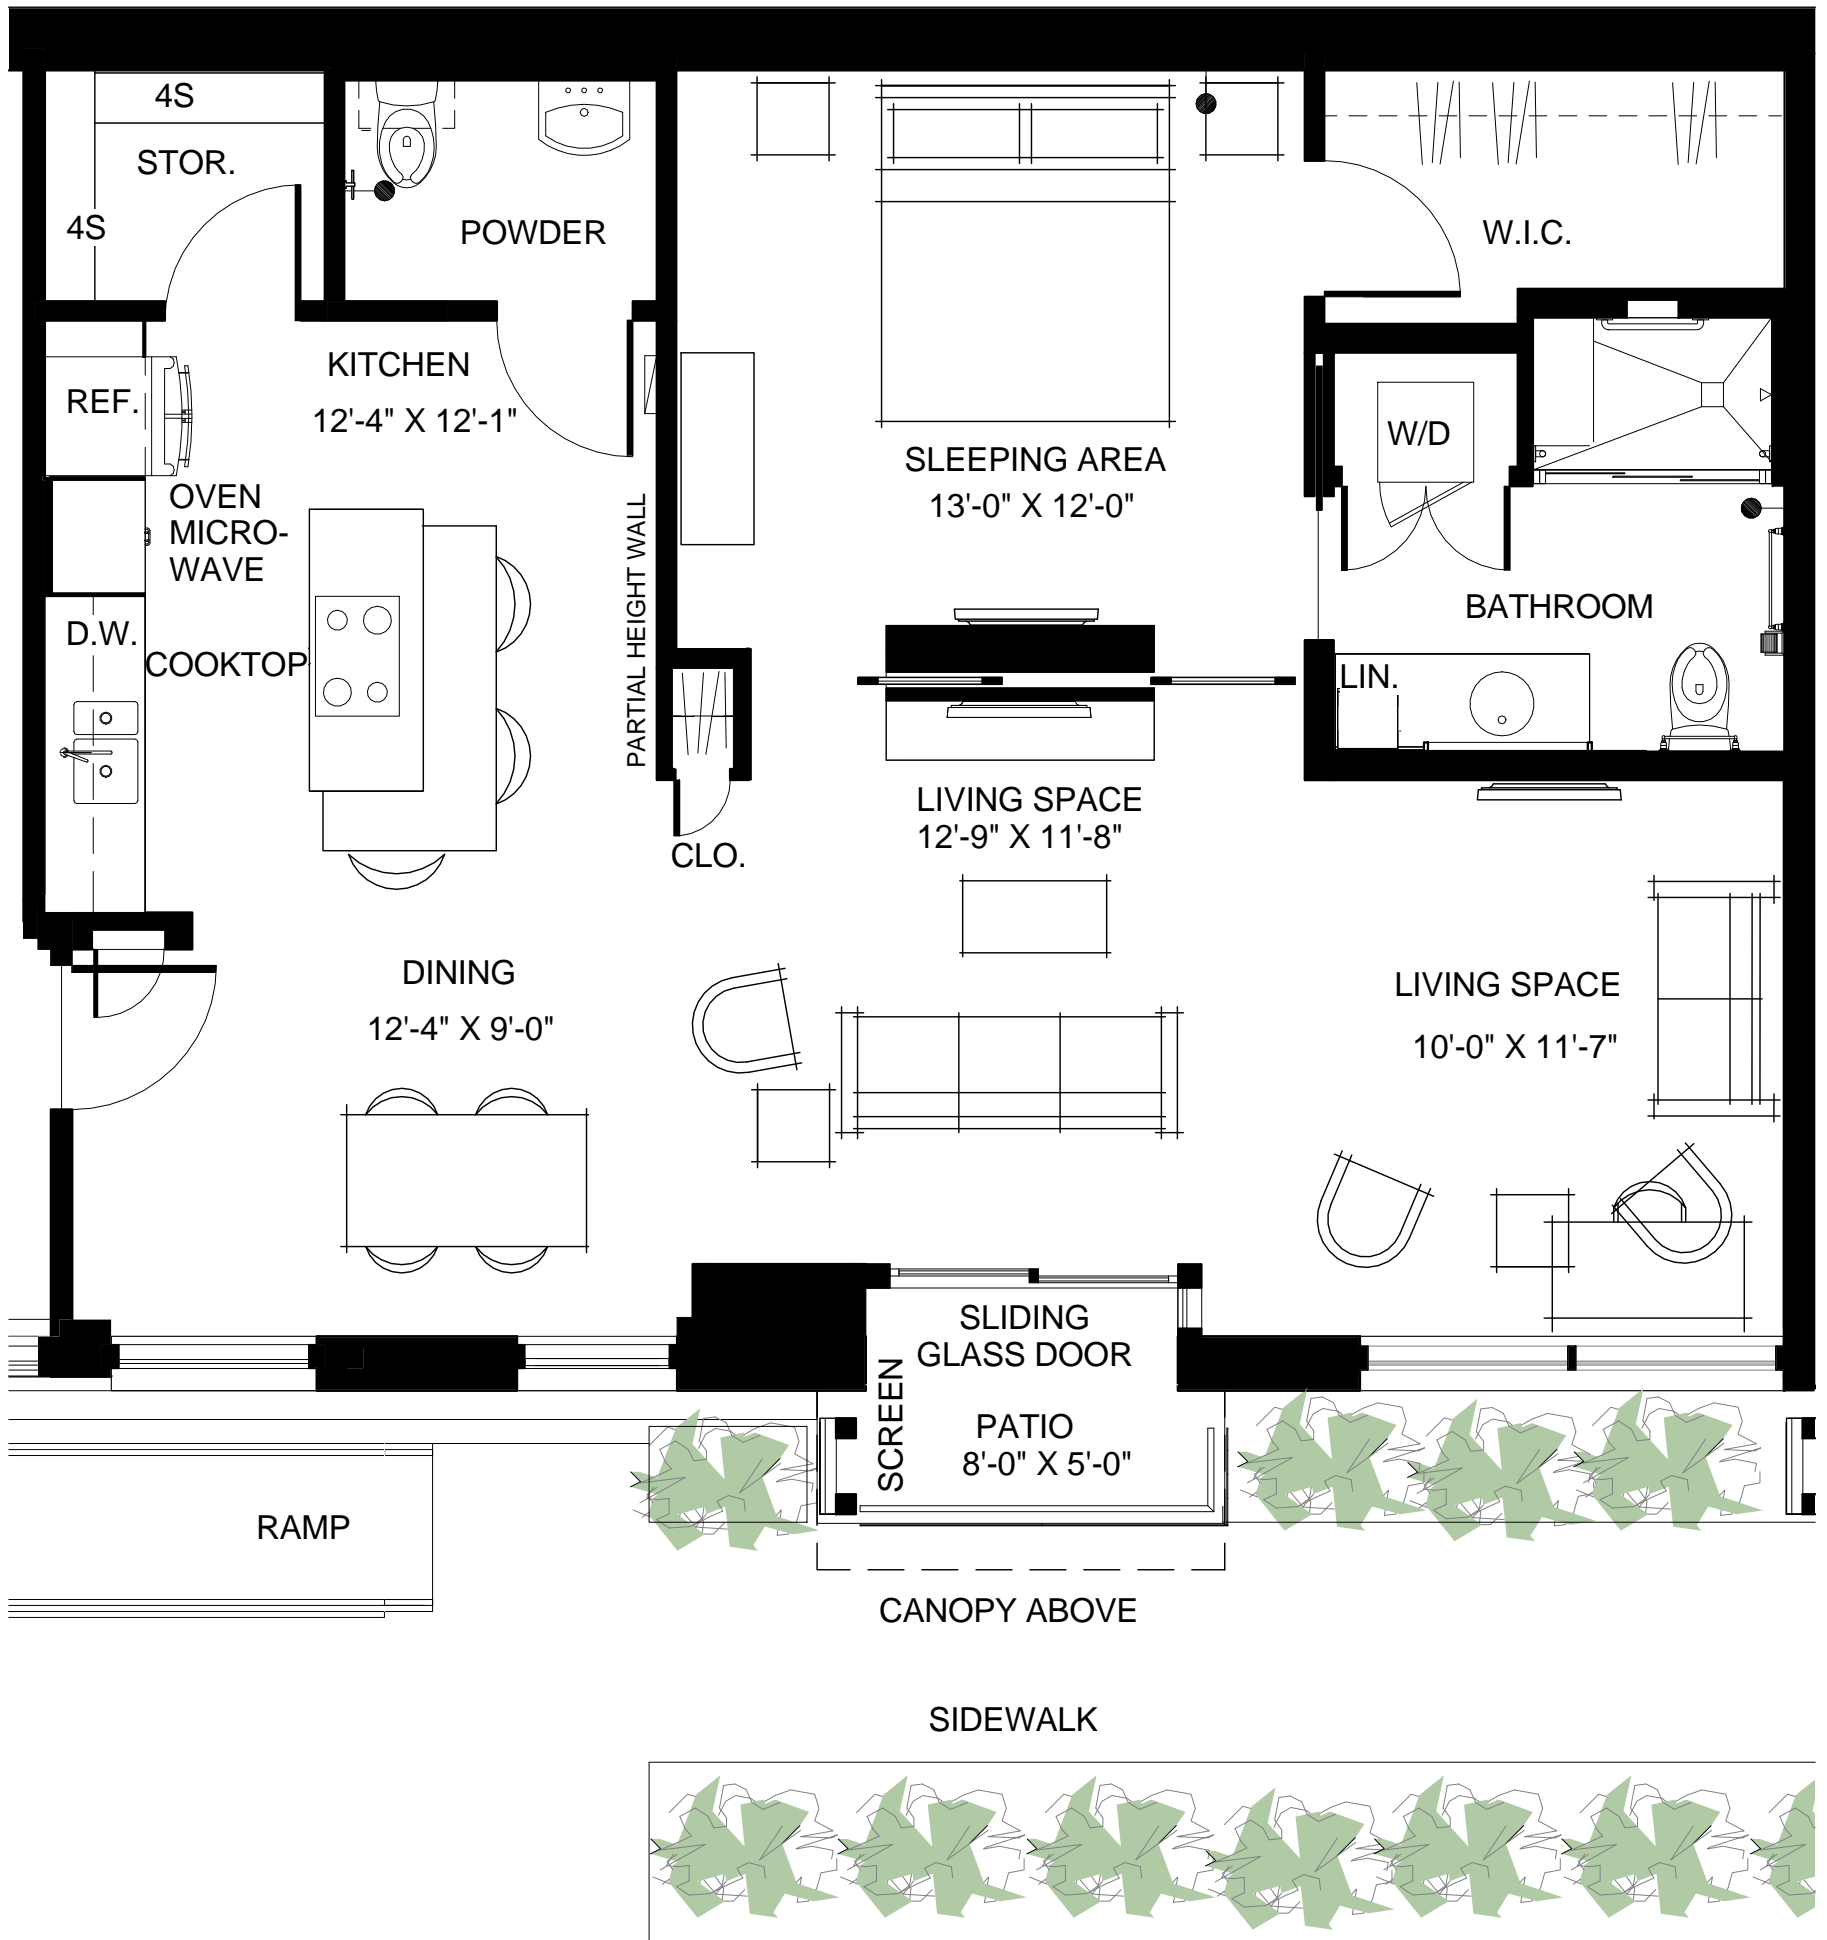 4S
STOR.
4S
POWDER
W.I.C.
KITCHEN
12'-4" X 12'-1"
REF.
OVEN
MICRO-
WAVE
SLEEPING AREA
13'-0" X 12'-0"
W/D
PARTIAL HEIGHT WALL
BATHROOM
D.W.
COOKTOP
LIN.
LIVING SPACE
12'-9" X 11'-8"
CLO.
DINING
12'-4" X 9'-0"
LIVING SPACE
10'-0" X 11'-7"
SLIDING
GLASS DOOR
SCREEN
PATIO
8'-0" X 5'-0"
RAMP
CANOPY ABOVE
SIDEWALK